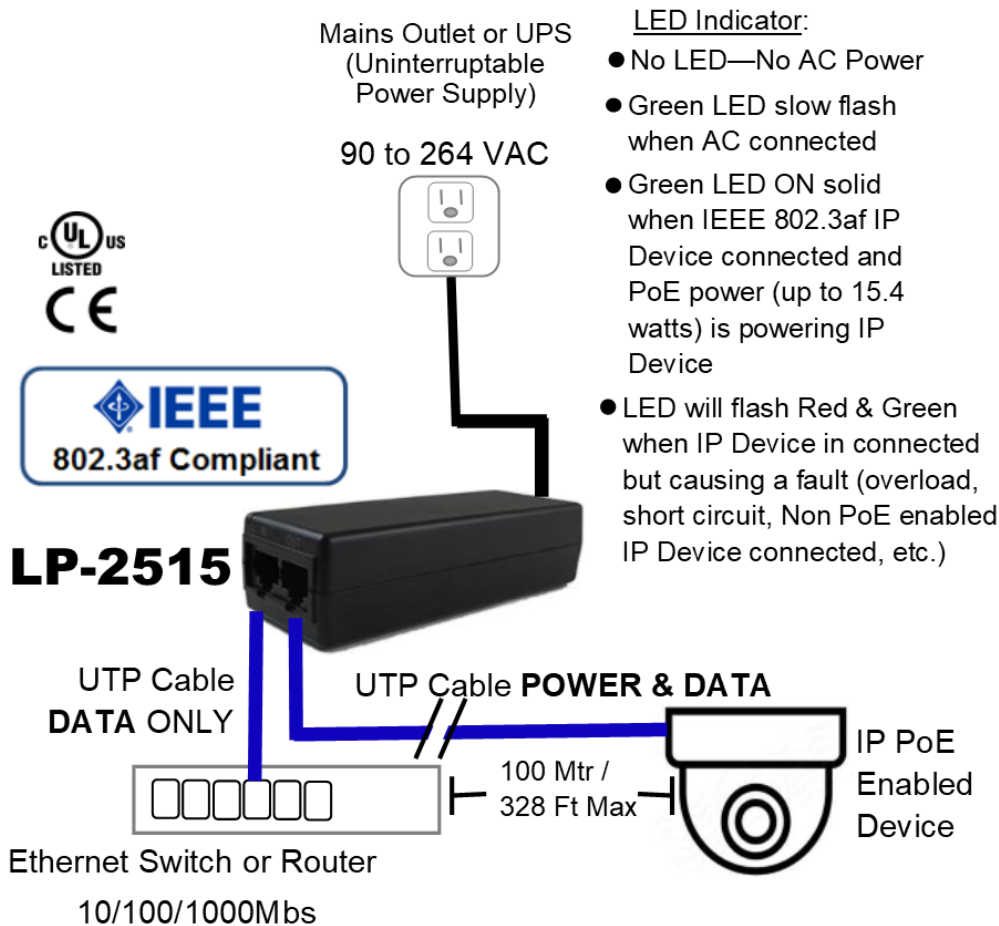 Mains Outlet or UPS
(Uninterruptable
Power Supply)
90 to 264 VAC
LED Indicator:
●No LED—No AC Power
●Green LED slow flash
when AC connected
●Green LED ON solid
when IEEE 802.3af IP
Device connected and
PoE power (up to 15.4
watts) is powering IP
Device
●LED will flash Red & Green
when IP Device in connected
but causing a fault (overload,
short circuit, Non PoE enabled
IP Device connected, etc.)
C UL US
LISTED
CE
IEEE
802.3af Compliant
LP-2515
UTP Cable
DATA ONLY
UTP Cable POWER & DATA
100 Mtr /
328 Ft Max
IP PoE
Enabled
Device
Ethernet Switch or Router
10/100/1000Mbs